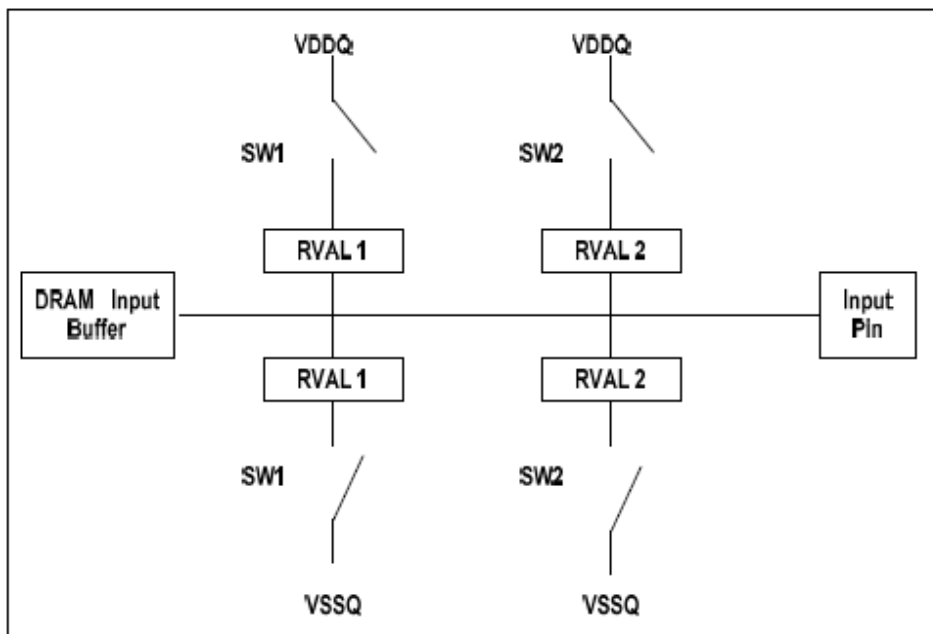 VDDQ
VDDQ
SW1
SW2
RVAL 1
RVAL 2
DRAM Input
Buffer
Input
Pin
RVAL 1
RVAL 2
SW1
SW2
VSSQ
VSSQ